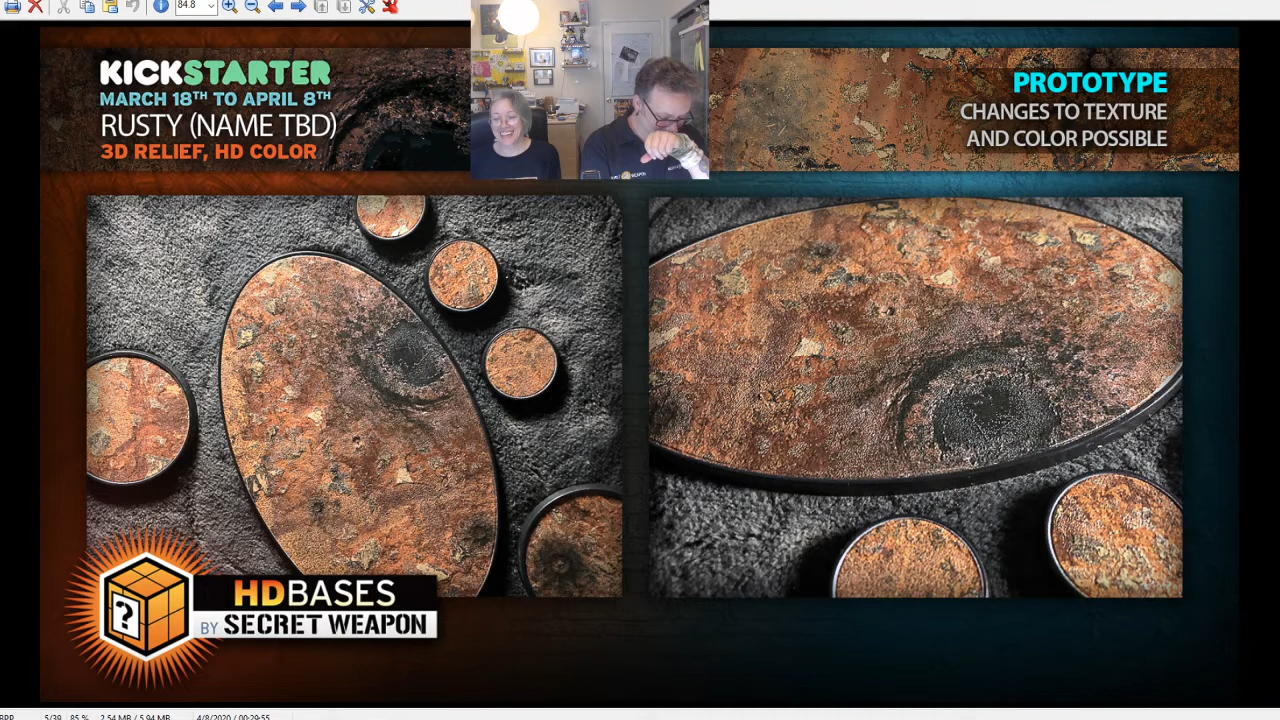 84.8
KICKSTARTER
MARCH 18TH TO APRIL 8TH
RUSTY (NAME TBD)
3D RELIEF, HD COLOR
PROTOTYPE
CHANGES TO TEXTURE
AND COLOR POSSIBLE
?
HDBASES
BY SECRET WEAPON
5/39 85 % 2.54 MB / 5.94 MB 4/8/2020 / 00:29:55